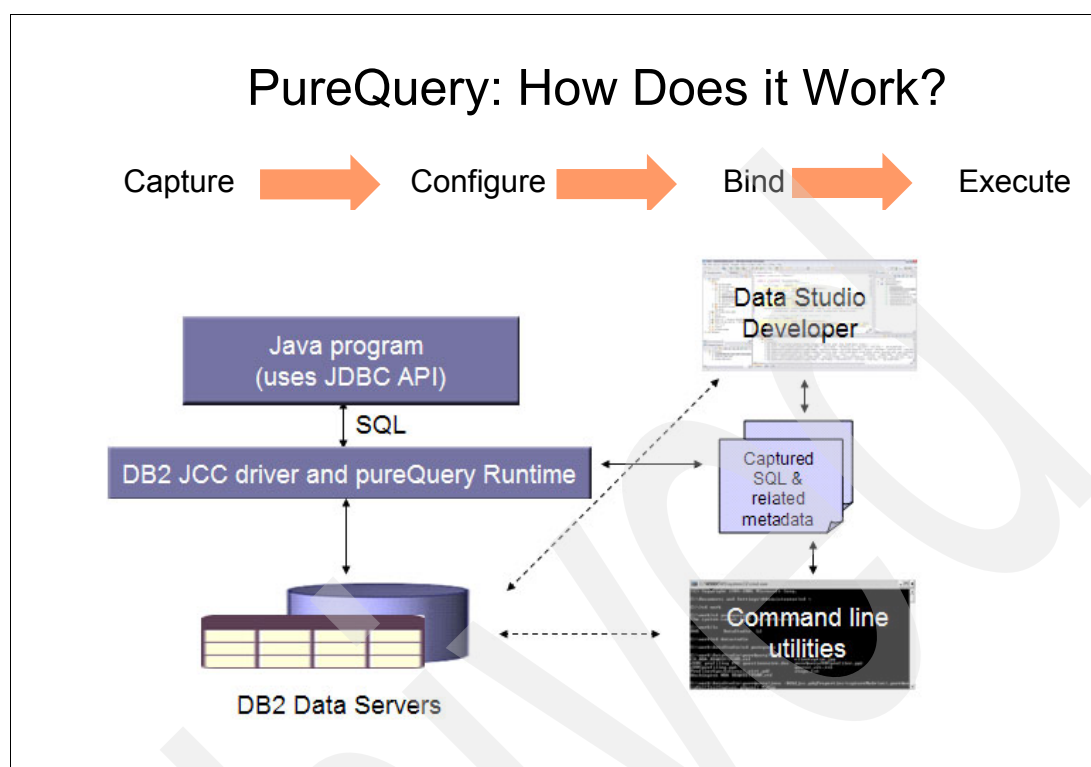 PureQuery: How Does it Work?
Capture
Configure
Bind
Execute
Data Studio
Developer
Java program
(uses JDBC API)
SQL
DB2 JCC driver and pureQuery Runtime
Captured
SQL &
related
metadata
Command line
utilities
DB2 Data Servers